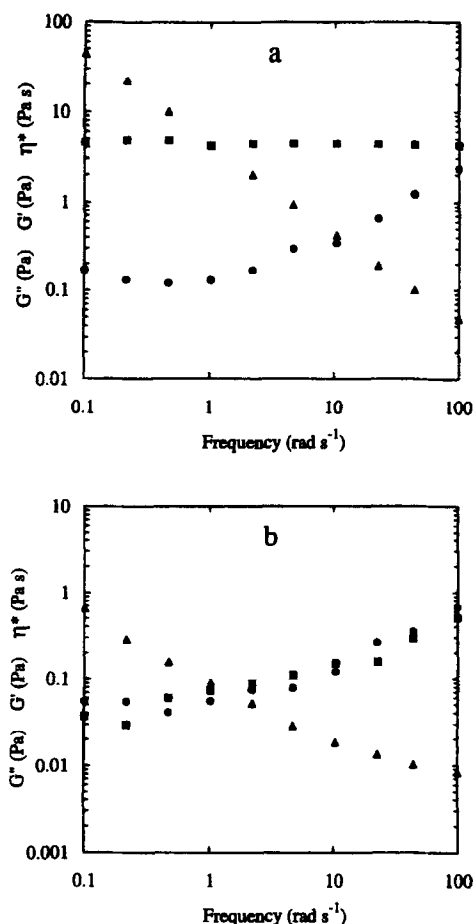 a
G'' (Pa) G' (Pa) η* (Pa s)
100
10
1
0.1
0.01
0.1 1 10 100
Frequency (rad s⁻¹)
b
G'' (Pa) G' (Pa) η* (Pa s)
10
1
0.1
0.01
0.001
0.1 1 10 100
Frequency (rad s⁻¹)